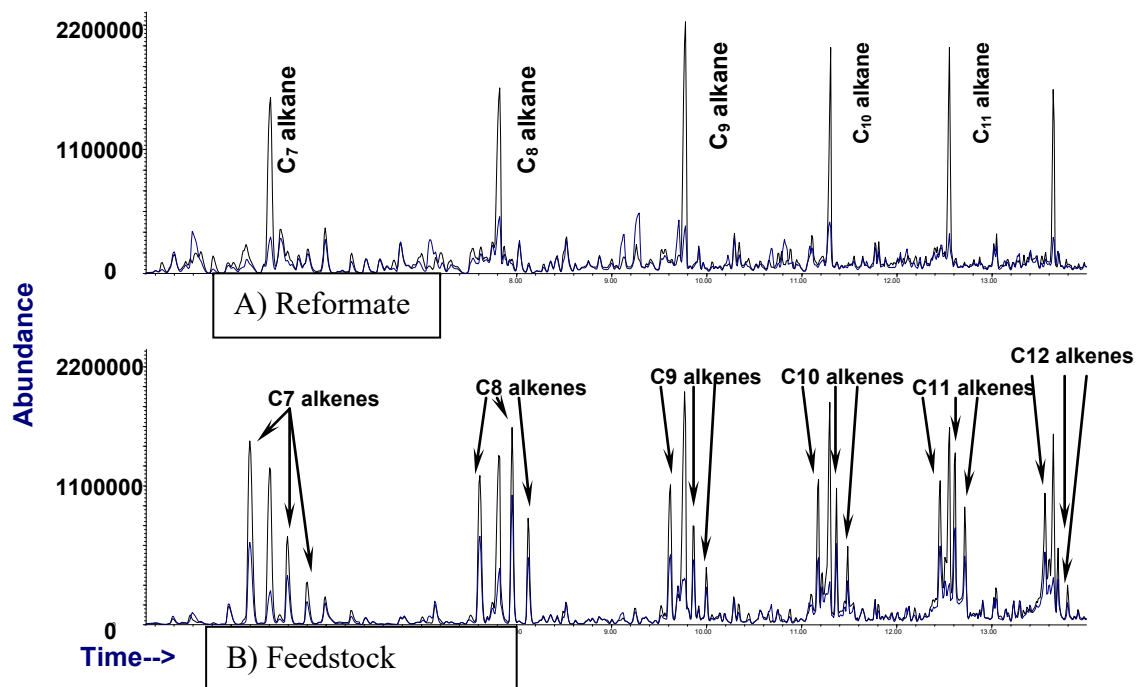 2200000
C7 alkane
C8 alkane
C9 alkane
C10 alkane
C11 alkane
1100000
0
8.00 9.00 10.00 11.00 12.00 13.00
A) Reformate
Abundance
2200000
C7 alkenes
C8 alkenes
C9 alkenes
C10 alkenes
C11 alkenes
C12 alkenes
1100000
0
9.00 10.00 11.00 12.00 13.00
Time-->
B) Feedstock